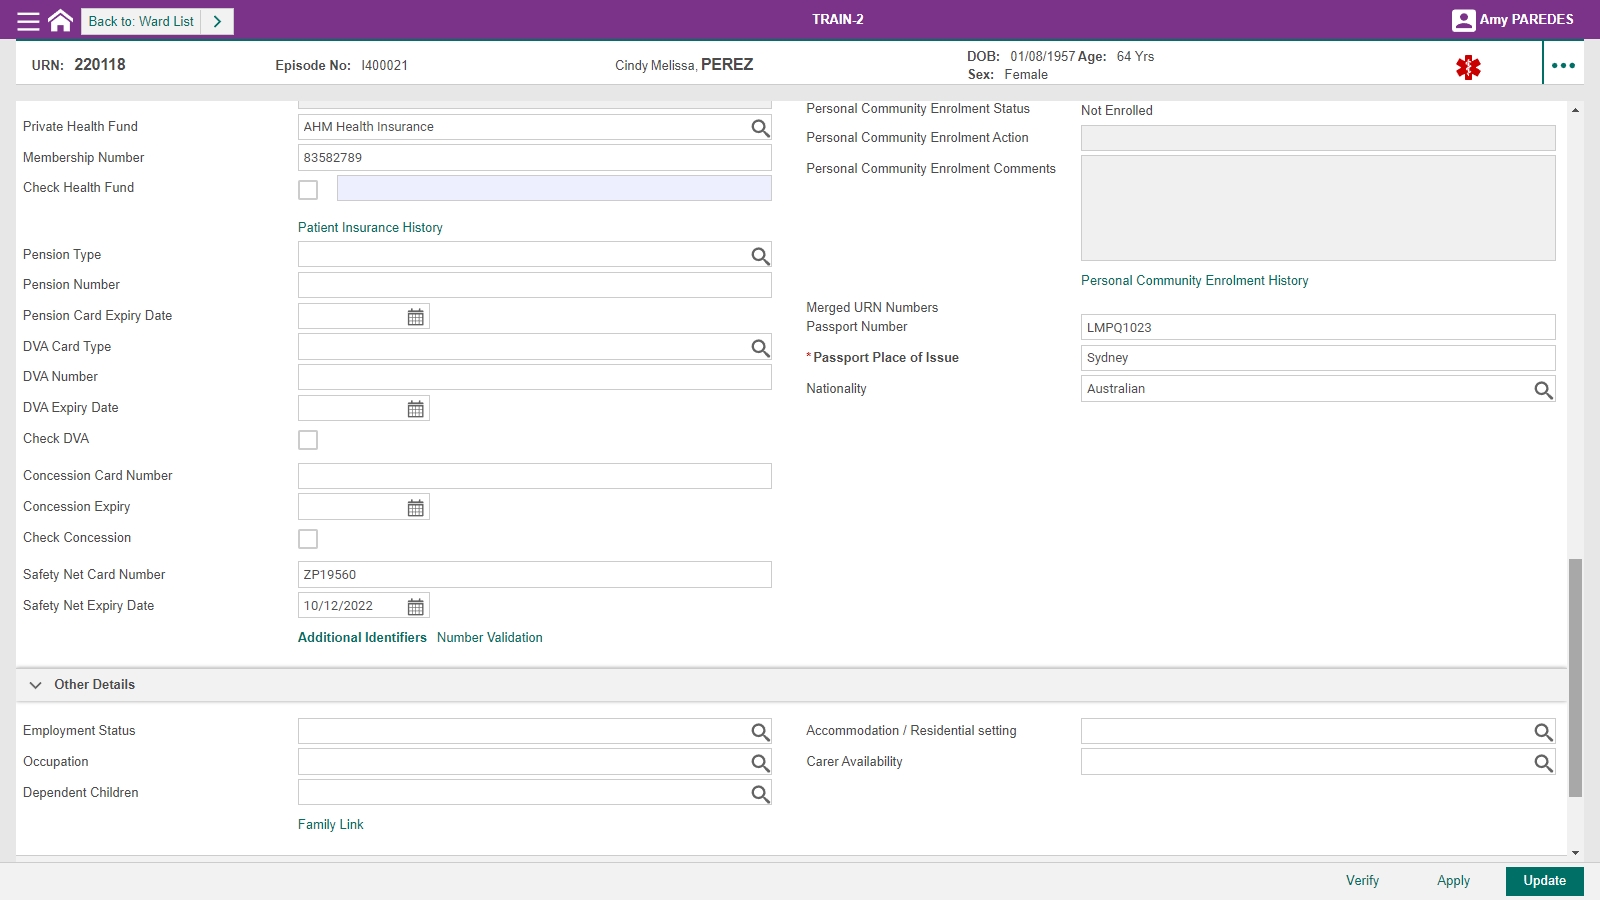 Back to: Ward List
TRAIN-2
Amy PAREDES
URN: 220118
Episode No: I400021
Cindy Melissa, PEREZ
DOB: 01/08/1957 Age: 64 Yrs
Sex: Female
Private Health Fund
AHM Health Insurance
Membership Number
83582789
Check Health Fund
Patient Insurance History
Pension Type
Pension Number
Pension Card Expiry Date
DVA Card Type
DVA Number
DVA Expiry Date
Check DVA
Concession Card Number
Concession Expiry
Check Concession
Safety Net Card Number
ZP19560
Safety Net Expiry Date
10/12/2022
Additional Identifiers Number Validation
Personal Community Enrolment Status
Not Enrolled
Personal Community Enrolment Action
Personal Community Enrolment Comments
Personal Community Enrolment History
Merged URN Numbers
Passport Number
LMPQ1023
*Passport Place of Issue
Sydney
Nationality
Australian
Other Details
Employment Status
Occupation
Dependent Children
Family Link
Accommodation / Residential setting
Carer Availability
Verify
Apply
Update